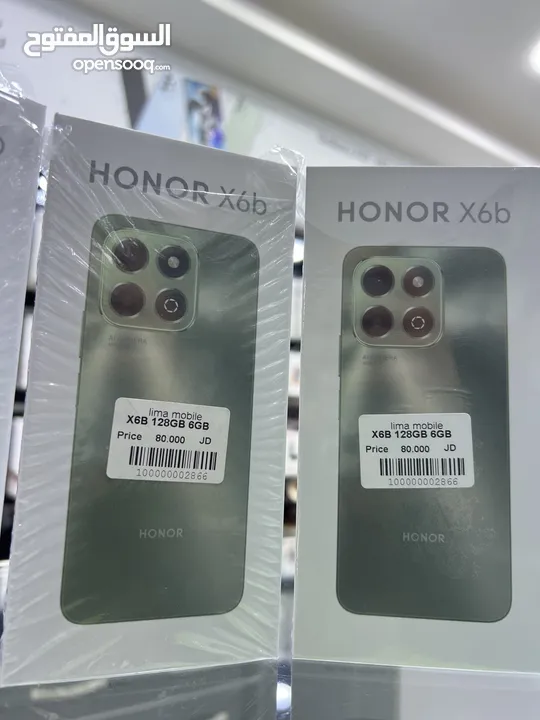 السوق المفتوح
opensooq.com
HONOR X6b
lima mobile
X6B 128GB 6GB
Price 80.000 JD
100000002866
HONOR
HONOR X6b
lima mobile
X6B 128GB 6GB
Price 80.000 JD
100000002866
HONOR